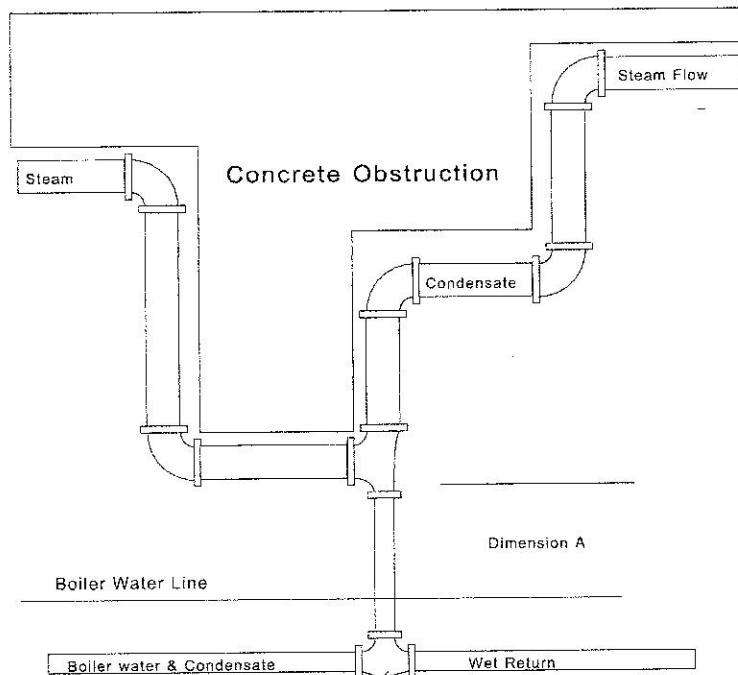 Steam Flow
Steam
Concrete Obstruction
Condensate
Dimension A
Boiler Water Line
Boiler water & Condensate
Wet Return